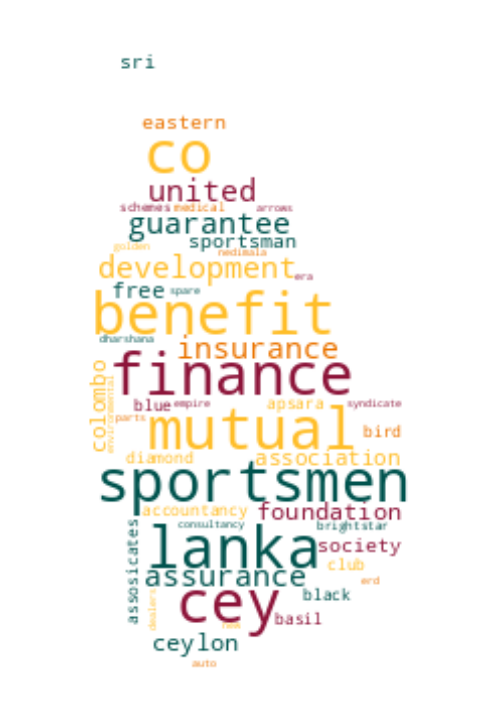 sri
eastern
co
united
schemes medical arrows
guarantee
sportsman
golden
nedimala
development
era
free spare
benefit
dharshana
insurance
finance
colombo
environmental
blue empire apsara syndicate
parts
mutual
bird
diamond association
sportsmen
accountancy foundation
consultancy brightstar
lanka
society
assosicates
club
assurance
erd
dealers
cey
black
basil
ceylon
auto